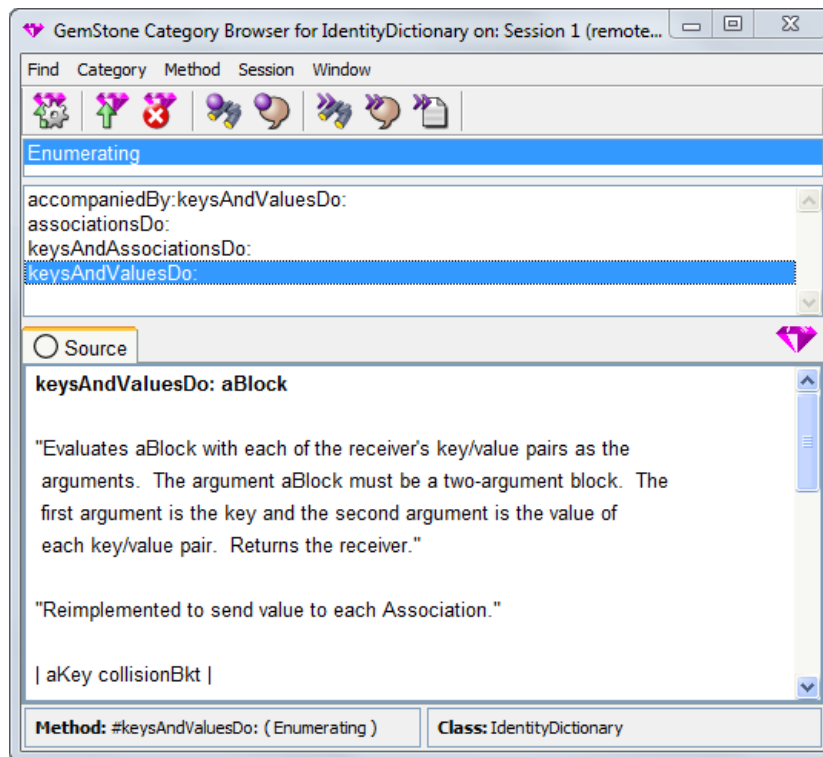 GemStone Category Browser for IdentityDictionary on: Session 1 (remote...
Find Category Method Session Window
Enumerating
accompaniedBy:keysAndValuesDo:
associationsDo:
keysAndAssociationsDo:
keysAndValuesDo:
Source
keysAndValuesDo: aBlock
"Evaluates aBlock with each of the receiver's key/value pairs as the
arguments.  The argument aBlock must be a two-argument block.  The
first argument is the key and the second argument is the value of
each key/value pair.  Returns the receiver."
"Reimplemented to send value to each Association."
| aKey collisionBkt |
Method: #keysAndValuesDo: ( Enumerating )
Class: IdentityDictionary